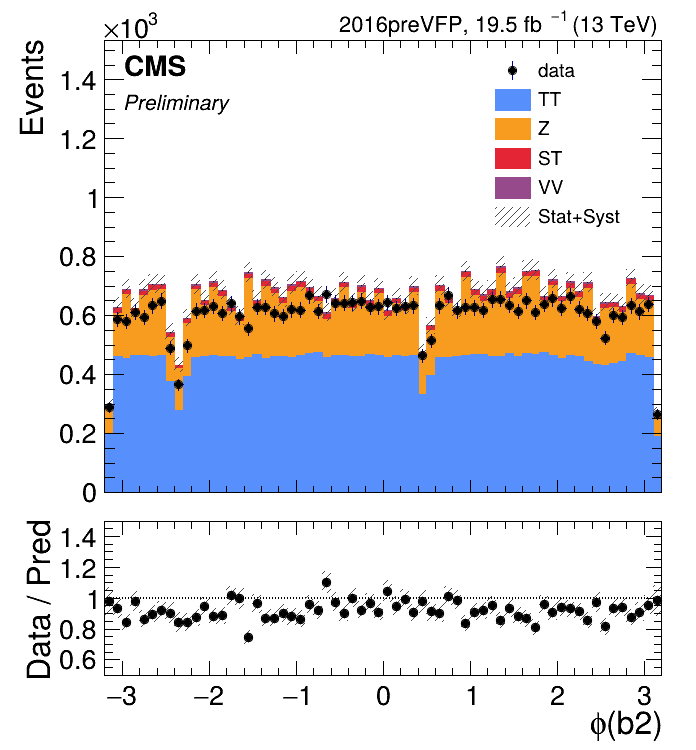 ×10³ 2016preVFP, 19.5 fb ⁻¹ (13 TeV)
CMS
Preliminary
data
TT
Z
ST
VV
Stat+Syst
Events
1.4
1.2
1
0.8
0.6
0.4
0.2
0
Data / Pred
1.4
1.2
1
0.8
0.6
−3 −2 −1 0 1 2 3
ϕ(b2)